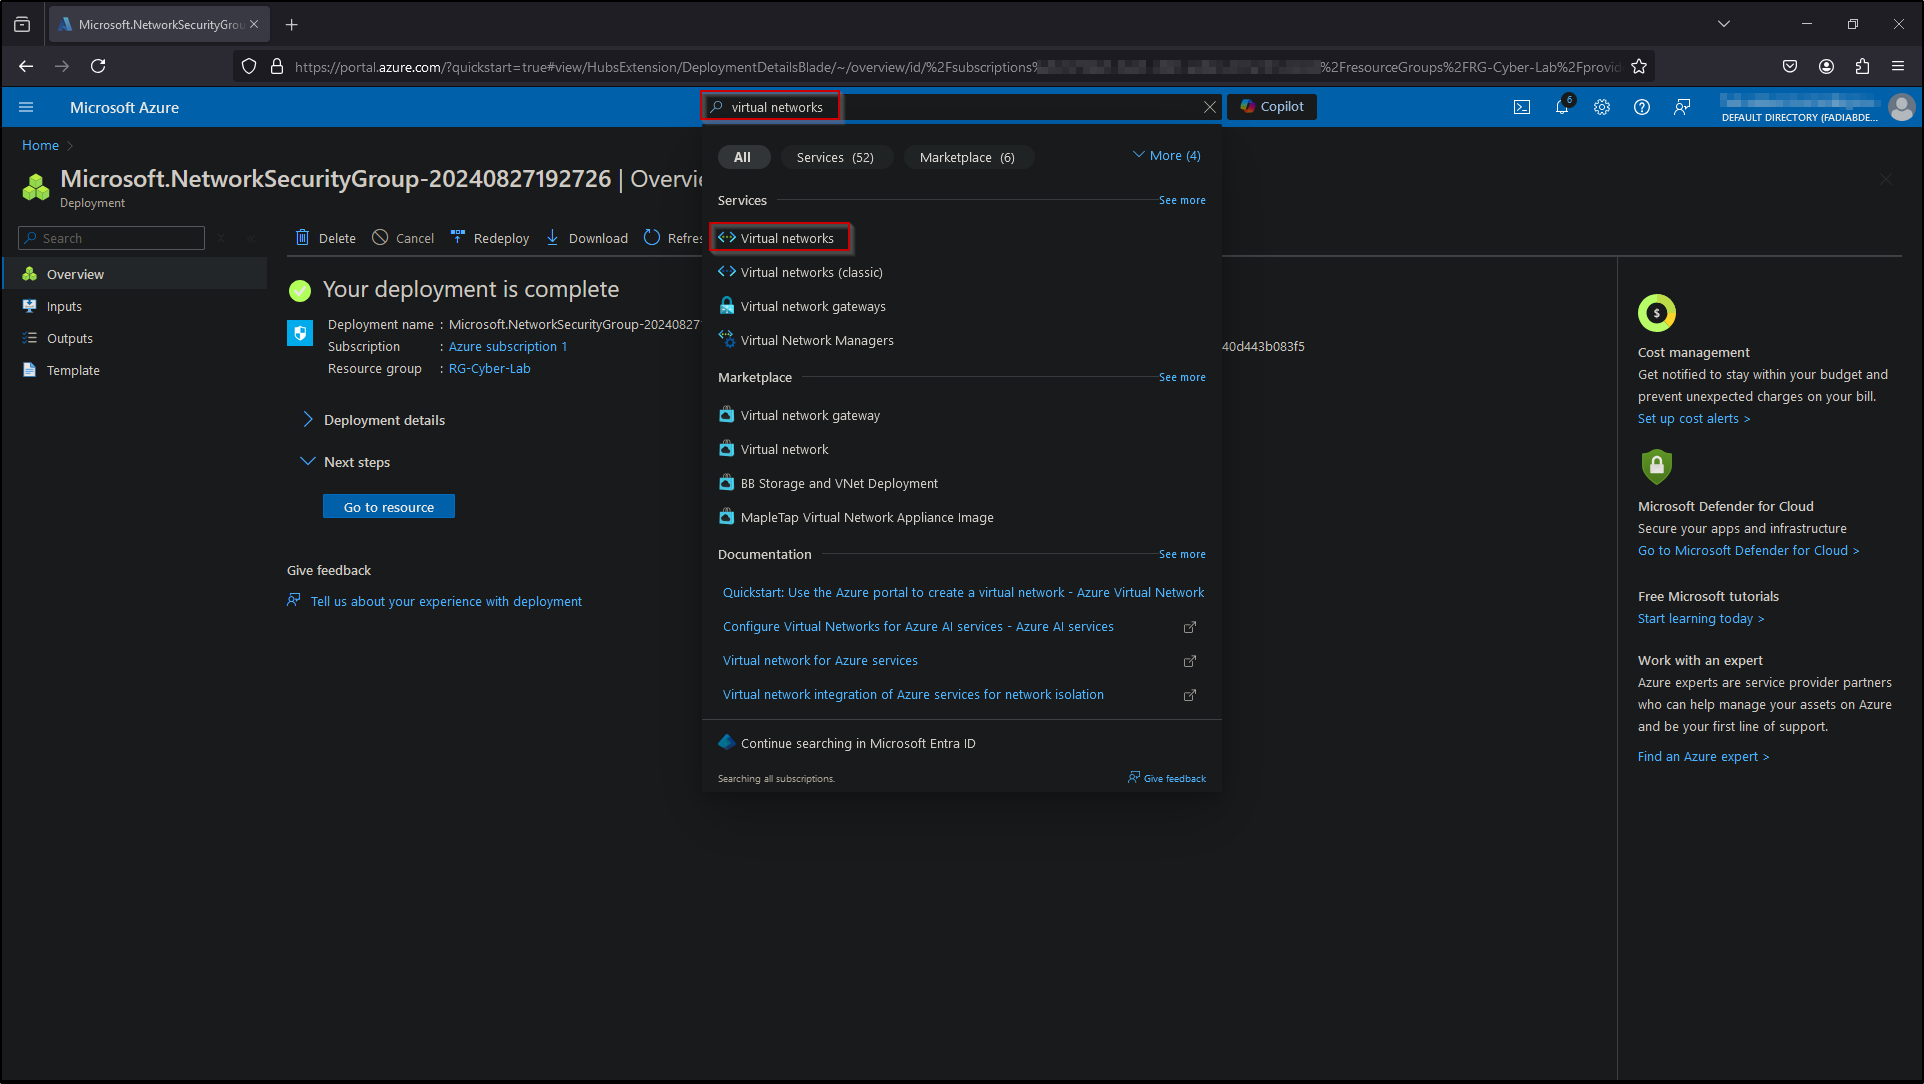 Microsoft.NetworkSecurityGrou
https://portal.azure.com/?quickstart=true#view/HubsExtension/DeploymentDetailsBlade/~/overview/id/%2Fsubscriptions% %2FresourceGroups%2FRG-Cyber-Lab%2Fprovid
Microsoft Azure
virtual networks
Copilot
6
DEFAULT DIRECTORY (FADIABDE...
Home
Microsoft.NetworkSecurityGroup-20240827192726 | Overvie
Deployment
Search
Delete
Cancel
Redeploy
Download
Refres
Overview
Inputs
Outputs
Template
Your deployment is complete
Deployment name : Microsoft.NetworkSecurityGroup-2024082 7
Subscription : Azure subscription 1
Resource group : RG-Cyber-Lab
40d443b083f5
Deployment details
Next steps
Go to resource
Give feedback
Tell us about your experience with deployment
All
Services (52)
Marketplace (6)
More (4)
Services
See more
Virtual networks
Virtual networks (classic)
Virtual network gateways
Virtual Network Managers
Marketplace
See more
Virtual network gateway
Virtual network
BB Storage and VNet Deployment
MapleTap Virtual Network Appliance Image
Documentation
See more
Quickstart: Use the Azure portal to create a virtual network - Azure Virtual Network
Configure Virtual Networks for Azure AI services - Azure AI services
Virtual network for Azure services
Virtual network integration of Azure services for network isolation
Continue searching in Microsoft Entra ID
Searching all subscriptions.
Give feedback
$
Cost management
Get notified to stay within your budget and
prevent unexpected charges on your bill.
Set up cost alerts >
Microsoft Defender for Cloud
Secure your apps and infrastructure
Go to Microsoft Defender for Cloud >
Free Microsoft tutorials
Start learning today >
Work with an expert
Azure experts are service provider partners
who can help manage your assets on Azure
and be your first line of support.
Find an Azure expert >